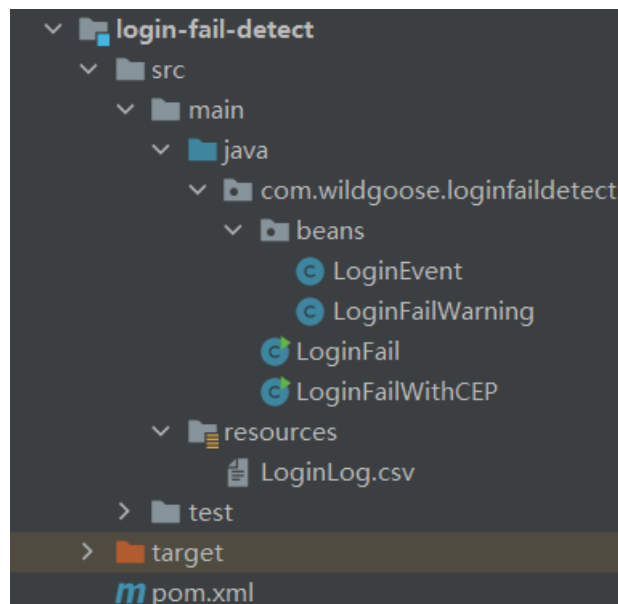 login-fail-detect
src
main
java
com.wildgoose.loginfaildetect
beans
LoginEvent
LoginFailWarning
LoginFail
LoginFailWithCEP
resources
LoginLog.csv
test
target
pom.xml